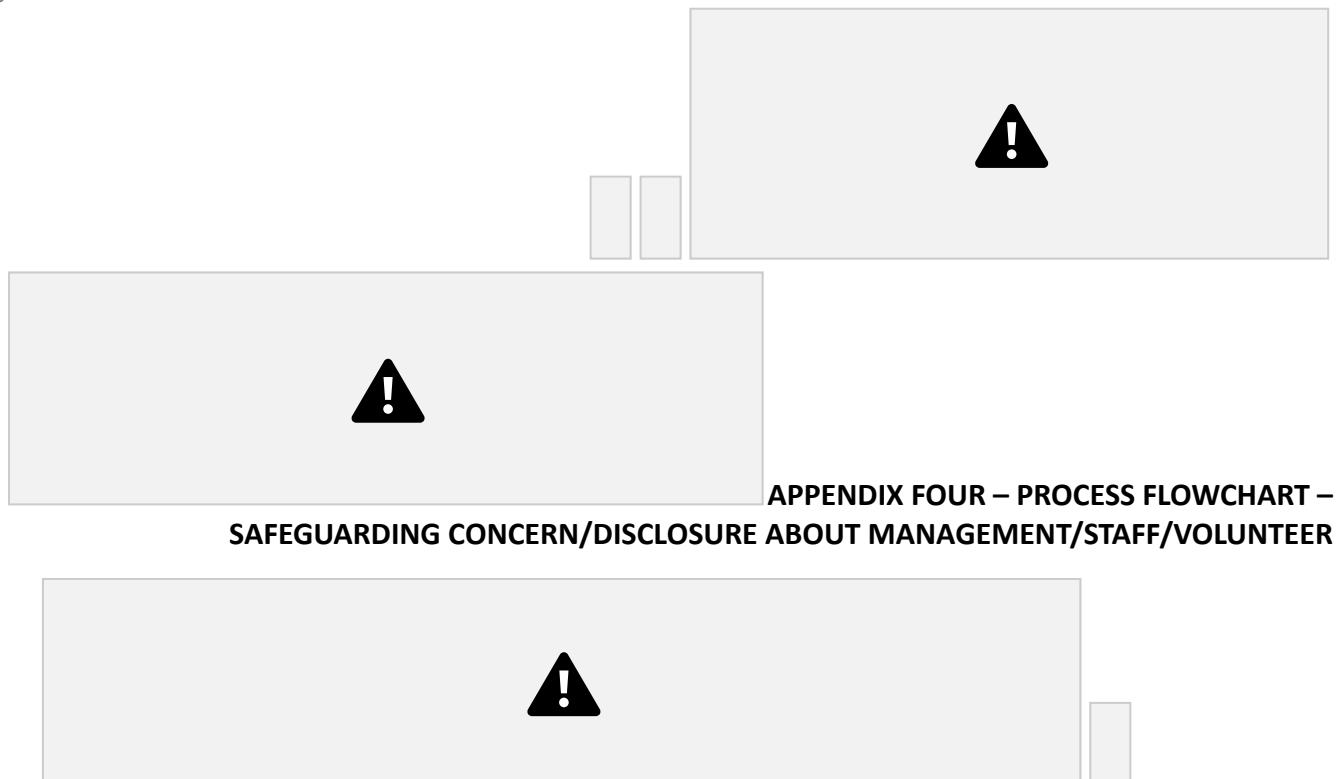 APPENDIX FOUR – PROCESS FLOWCHART –
SAFEGUARDING CONCERN/DISCLOSURE ABOUT MANAGEMENT/STAFF/VOLUNTEER